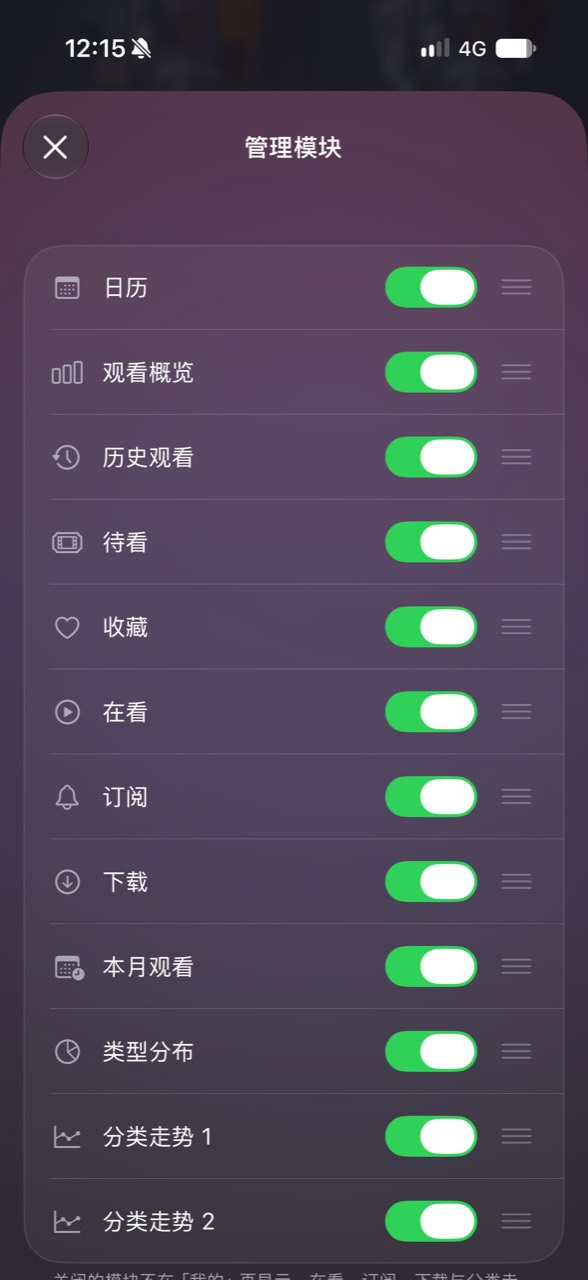 12:15
4G
管理模块
日历
观看概览
历史观看
待看
收藏
在看
订阅
下载
本月观看
类型分布
分类走势 1
分类走势 2